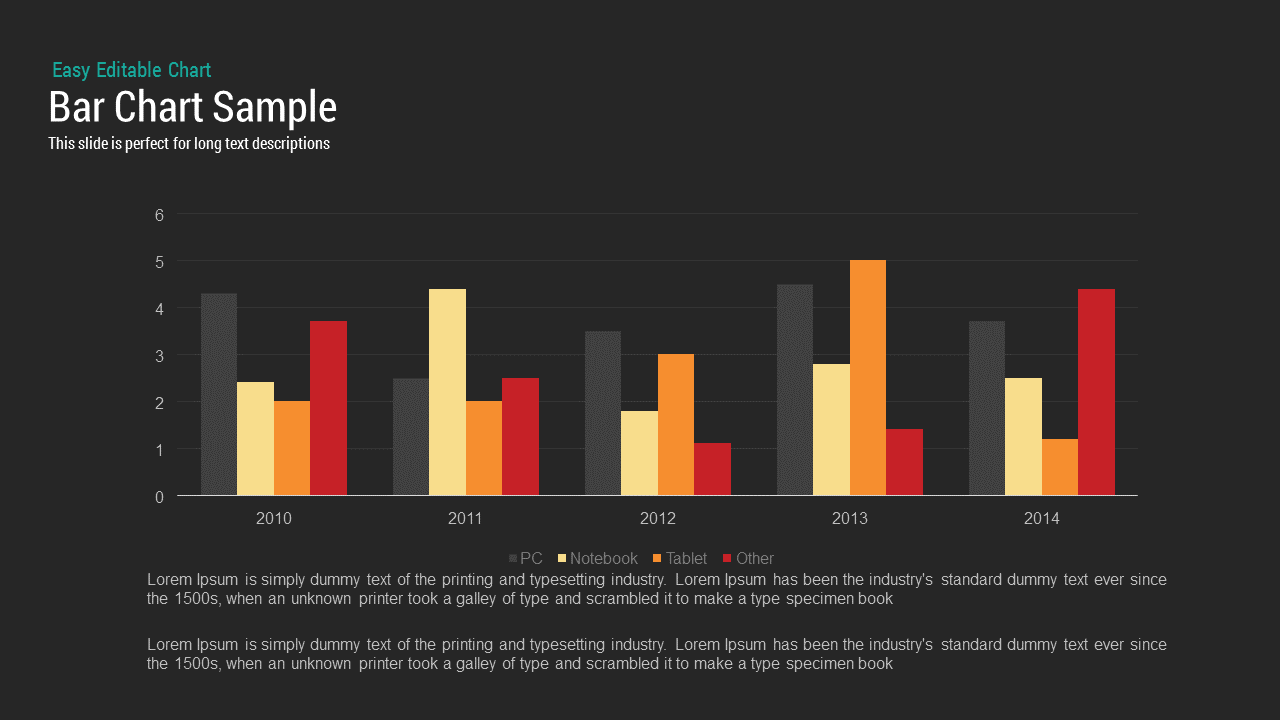 Easy Editable Chart
Bar Chart Sample
This slide is perfect for long text descriptions
6
5
4
3
2
1
0
2010 2011 2012 2013 2014
PC Notebook Tablet Other
Lorem Ipsum is simply dummy text of the printing and typesetting industry. Lorem Ipsum has been the industry's standard dummy text ever since
the 1500s, when an unknown printer took a galley of type and scrambled it to make a type specimen book
Lorem Ipsum is simply dummy text of the printing and typesetting industry. Lorem Ipsum has been the industry's standard dummy text ever since
the 1500s, when an unknown printer took a galley of type and scrambled it to make a type specimen book